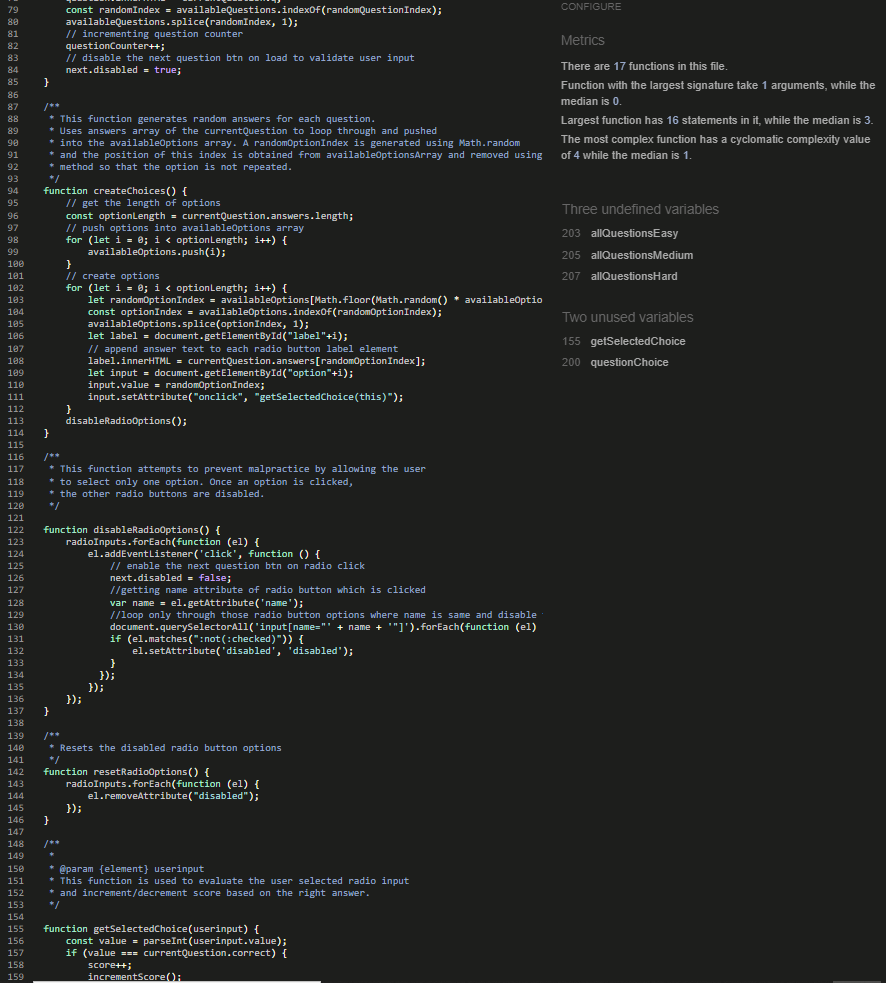 79 const randomIndex = availableQuestions.indexOf(randomQuestionIndex);
80 availableQuestions.splice(randomIndex, 1);
81 // incrementing question counter
82 questionCounter++;
83 // disable the next question btn on load to validate user input
84 next.disabled = true;
85 }
86
87 /**
88 * This function generates random answers for each question.
89 * Uses answers array of the currentQuestion to loop through and pushed
90 * into the availableOptions array. A randomOptionIndex is generated using Math.random
91 * and the position of this index is obtained from availableOptionsArray and removed using
92 * method so that the option is not repeated.
93 */
94 function createChoices() {
95 // get the length of options
96 const optionLength = currentQuestion.answers.length;
97 // push options into availableOptions array
98 for (let i = 0; i < optionLength; i++) {
99 availableOptions.push(i);
100 }
101 // create options
102 for (let i = 0; i < optionLength; i++) {
103 let randomOptionIndex = availableOptions[Math.floor(Math.random() * availableOptio
104 const optionIndex = availableOptions.indexOf(randomOptionIndex);
105 availableOptions.splice(optionIndex, 1);
106 let label = document.getElementById("label"+i);
107 // append answer text to each radio button label element
108 label.innerHTML = currentQuestion.answers[randomOptionIndex];
109 let input = document.getElementById("option"+i);
110 input.value = randomOptionIndex;
111 input.setAttribute("onclick", "getSelectedChoice(this)");
112 }
113 disableRadioOptions();
114 }
115
116 /**
117 * This function attempts to prevent malpractice by allowing the user
118 * to select only one option. Once an option is clicked,
119 * the other radio buttons are disabled.
120 */
121
122 function disableRadioOptions() {
123 radioInputs.forEach(function (el) {
124 el.addEventListener('click', function () {
125 // enable the next question btn on radio click
126 next.disabled = false;
127 //getting name attribute of radio button which is clicked
128 var name = el.getAttribute('name');
129 //loop only through those radio button options where name is same and disable
130 document.querySelectorAll('input[name="' + name + '"]').forEach(function (el)
131 if (el.matches(":not(:checked)")) {
132 el.setAttribute('disabled', 'disabled');
133 }
134 });
135 });
136 });
137 }
138
139 /**
140 * Resets the disabled radio button options
141 */
142 function resetRadioOptions() {
143 radioInputs.forEach(function (el) {
144 el.removeAttribute("disabled");
145 });
146 }
147
148 /**
149 *
150 * @param {element} userinput
151 * This function is used to evaluate the user selected radio input
152 * and increment/decrement score based on the right answer.
153 */
154
155 function getSelectedChoice(userinput) {
156 const value = parseInt(userinput.value);
157 if (value === currentQuestion.correct) {
158 score++;
159 incrementScore();
CONFIGURE
Metrics
There are 17 functions in this file.
Function with the largest signature take 1 arguments, while the
median is 0.
Largest function has 16 statements in it, while the median is 3.
The most complex function has a cyclomatic complexity value
of 4 while the median is 1.
Three undefined variables
203 allQuestionsEasy
205 allQuestionsMedium
207 allQuestionsHard
Two unused variables
155 getSelectedChoice
200 questionChoice